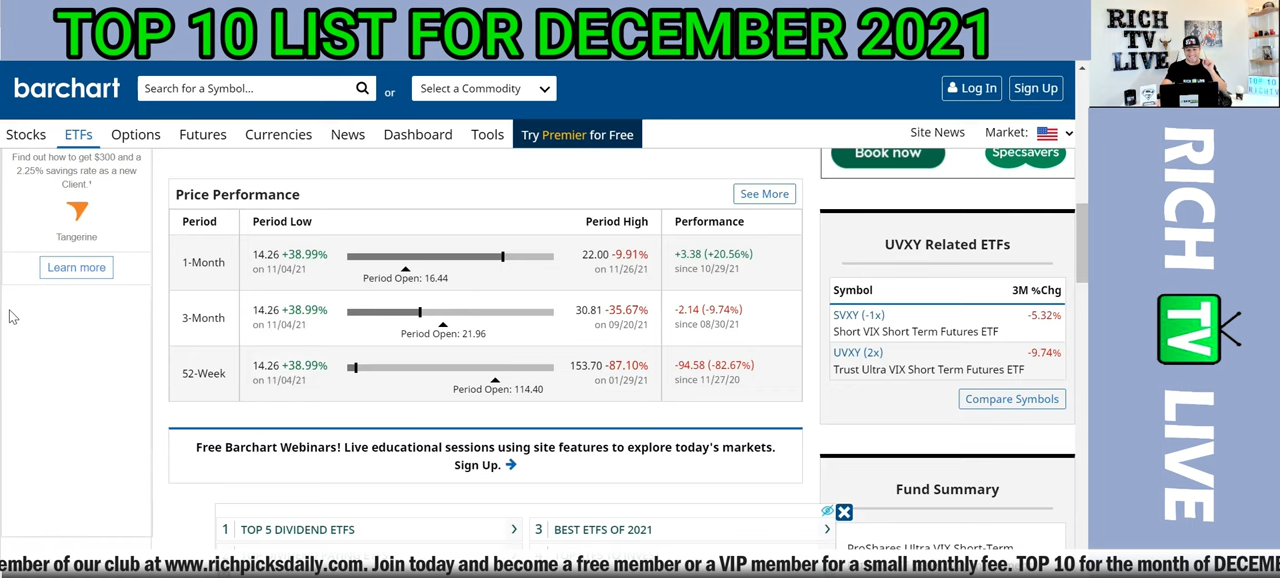 TOP 10 LIST FOR DECEMBER 2021
RICH
TV
LIVE
barchart
Search for a Symbol...
or
Select a Commodity
Log In
Sign Up
Stocks
ETFs
Options
Futures
Currencies
News
Dashboard
Tools
Try Premier for Free
Site News
Market:
Find out how to get $300 and a
2.25% savings rate as a new
Client.¹
Tangerine
Learn more
Book now
Specsavers
Price Performance
See More
Period
Period Low
Period High
Performance
1-Month
14.26 +38.99%
on 11/04/21
Period Open: 16.44
22.00 -9.91%
on 11/26/21
+3.38 (+20.56%)
since 10/29/21
3-Month
14.26 +38.99%
on 11/04/21
Period Open: 21.96
30.81 -35.67%
on 09/20/21
-2.14 (-9.74%)
since 08/30/21
52-Week
14.26 +38.99%
on 11/04/21
Period Open: 114.40
153.70 -87.10%
on 01/29/21
-94.58 (-82.67%)
since 11/27/20
UVXY Related ETFs
Symbol
3M %Chg
SVXY (-1x)
-5.32%
Short VIX Short Term Futures ETF
UVXY (2x)
-9.74%
Trust Ultra VIX Short Term Futures ETF
Compare Symbols
Free Barchart Webinars! Live educational sessions using site features to explore today's markets.
Sign Up.
Fund Summary
ProShares Ultra VIX Short-Term
1
TOP 5 DIVIDEND ETFS
3
BEST ETFS OF 2021
RICH
TV
LIVE
ember of our club at www.richpicksdaily.com. Join today and become a free member or a VIP member for a small monthly fee. TOP 10 for the month of DECEM